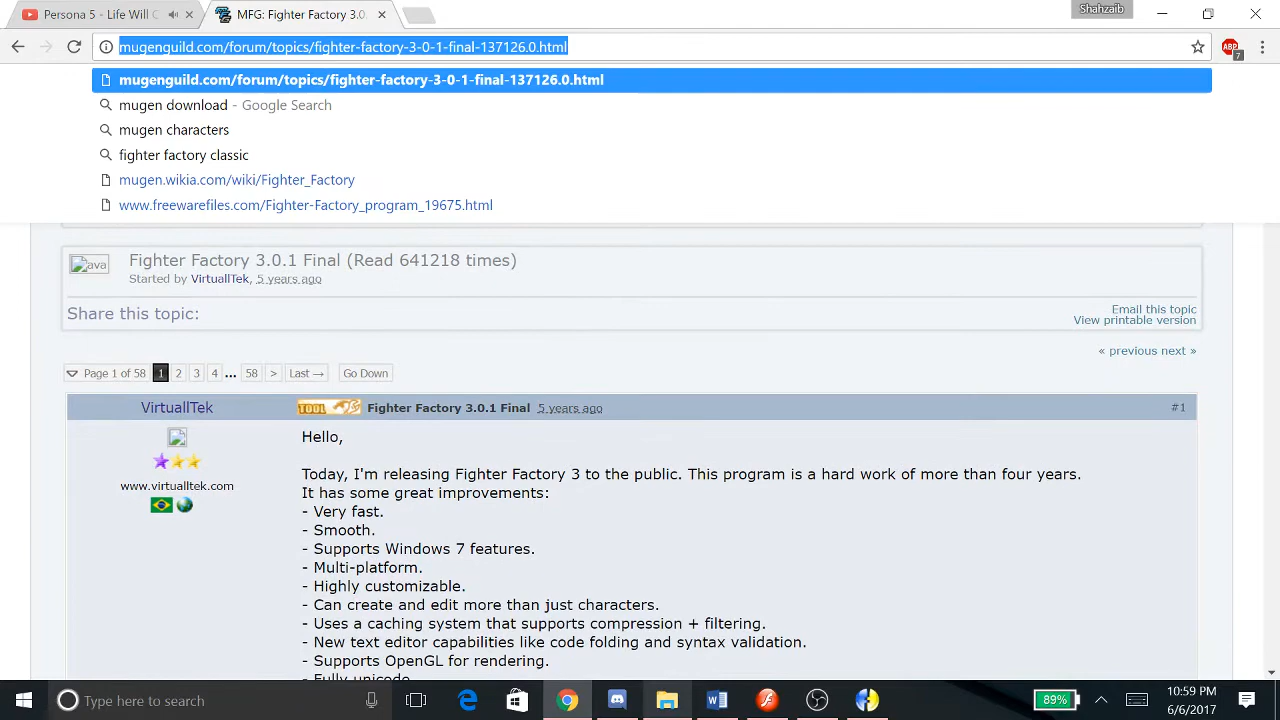 Persona 5 - Life Will C
MFG: Fighter Factory 3.0.
Shahzaib
mugenguild.com/forum/topics/fighter-factory-3-0-1-final-137126.0.html
ABP
7
mugenguild.com/forum/topics/fighter-factory-3-0-1-final-137126.0.html
mugen download - Google Search
mugen characters
fighter factory classic
mugen.wikia.com/wiki/Fighter_Factory
www.freewarefiles.com/Fighter-Factory_program_19675.html
ava
Fighter Factory 3.0.1 Final (Read 641218 times)
Started by VirtuallTek, 5 years ago
Share this topic:
Email this topic
View printable version
« previous next »
Page 1 of 58 1 2 3 4 ... 58 > Last → Go Down
VirtuallTek
TOOL Fighter Factory 3.0.1 Final 5 years ago #1
www.virtualltek.com
Hello,
Today, I'm releasing Fighter Factory 3 to the public. This program is a hard work of more than four years.
It has some great improvements:
- Very fast.
- Smooth.
- Supports Windows 7 features.
- Multi-platform.
- Highly customizable.
- Can create and edit more than just characters.
- Uses a caching system that supports compression + filtering.
- New text editor capabilities like code folding and syntax validation.
- Supports OpenGL for rendering.
- Fully unicode.
Type here to search
89%
10:59 PM
6/6/2017